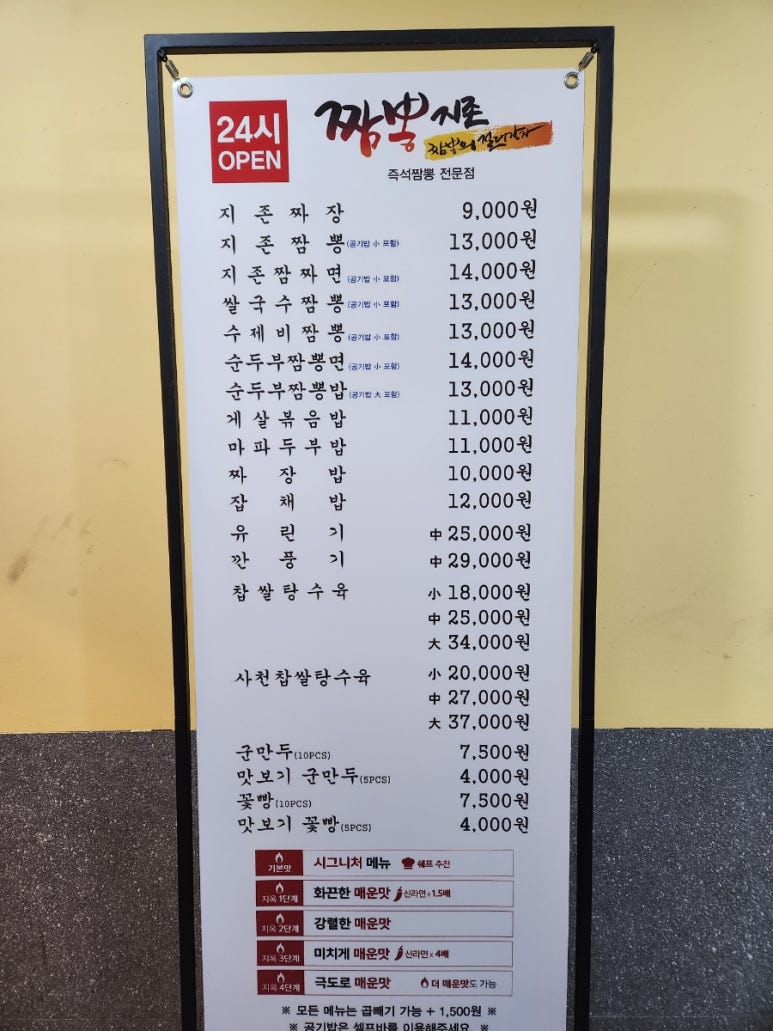 24시
OPEN
짬뽕 지존
짬뽕의 절대강자
즉석짬뽕 전문점
지존짜장 9,000원
지존짬뽕 (공기밥 小 포함) 13,000원
지존짬짜면 (공기밥 小 포함) 14,000원
쌀국수짬뽕 (공기밥 小 포함) 13,000원
수제비짬뽕 (공기밥 小 포함) 13,000원
순두부짬뽕면 (공기밥 小 포함) 14,000원
순두부짬뽕밥 (공기밥 大 포함) 13,000원
게살볶음밥 11,000원
마파두부밥 11,000원
짜장밥 10,000원
잡채밥 12,000원
유린기 中 25,000원
깐풍기 中 29,000원
찹쌀탕수육 小 18,000원
中 25,000원
大 34,000원
사천찹쌀탕수육 小 20,000원
中 27,000원
大 37,000원
군만두(10PCS) 7,500원
맛보기 군만두(5PCS) 4,000원
꽃빵(10PCS) 7,500원
맛보기 꽃빵(5PCS) 4,000원
기본맛 시그니처 메뉴 쉐프 추천
지옥 1단계 화끈한 매운맛 신라면×1.5배
지옥 2단계 강렬한 매운맛
지옥 3단계 미치게 매운맛 신라면×4배
지옥 4단계 극도로 매운맛 더 매운맛도 가능
※ 모든 메뉴는 곱빼기 가능 + 1,500원 ※
※ 공기밥은 셀프바를 이용해주세요. ※